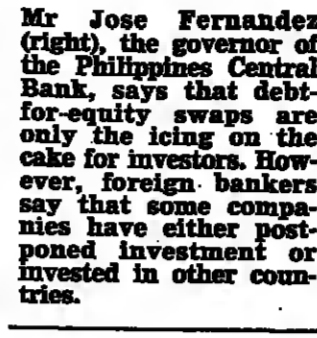 Mr Jose Fernandez
(right), the governor of
the Philippines Central
Bank, says that debt-
for-equity swaps are
only the icing on the
cake for investors. How-
ever, foreign bankers
say that some compa-
nies have either post-
poned investment or
invested in other coun-
tries.